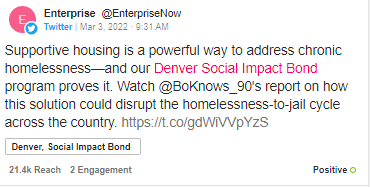 E
Enterprise @EnterpriseNow
Twitter | Mar 3, 2022 · 9:31 AM
Supportive housing is a powerful way to address chronic
homelessness—and our Denver Social Impact Bond
program proves it. Watch @BoKnows_90's report on how
this solution could disrupt the homelessness-to-jail cycle
across the country. https://t.co/gdWiVVpYzS
Denver, Social Impact Bond
21.4k Reach 2 Engagement Positive